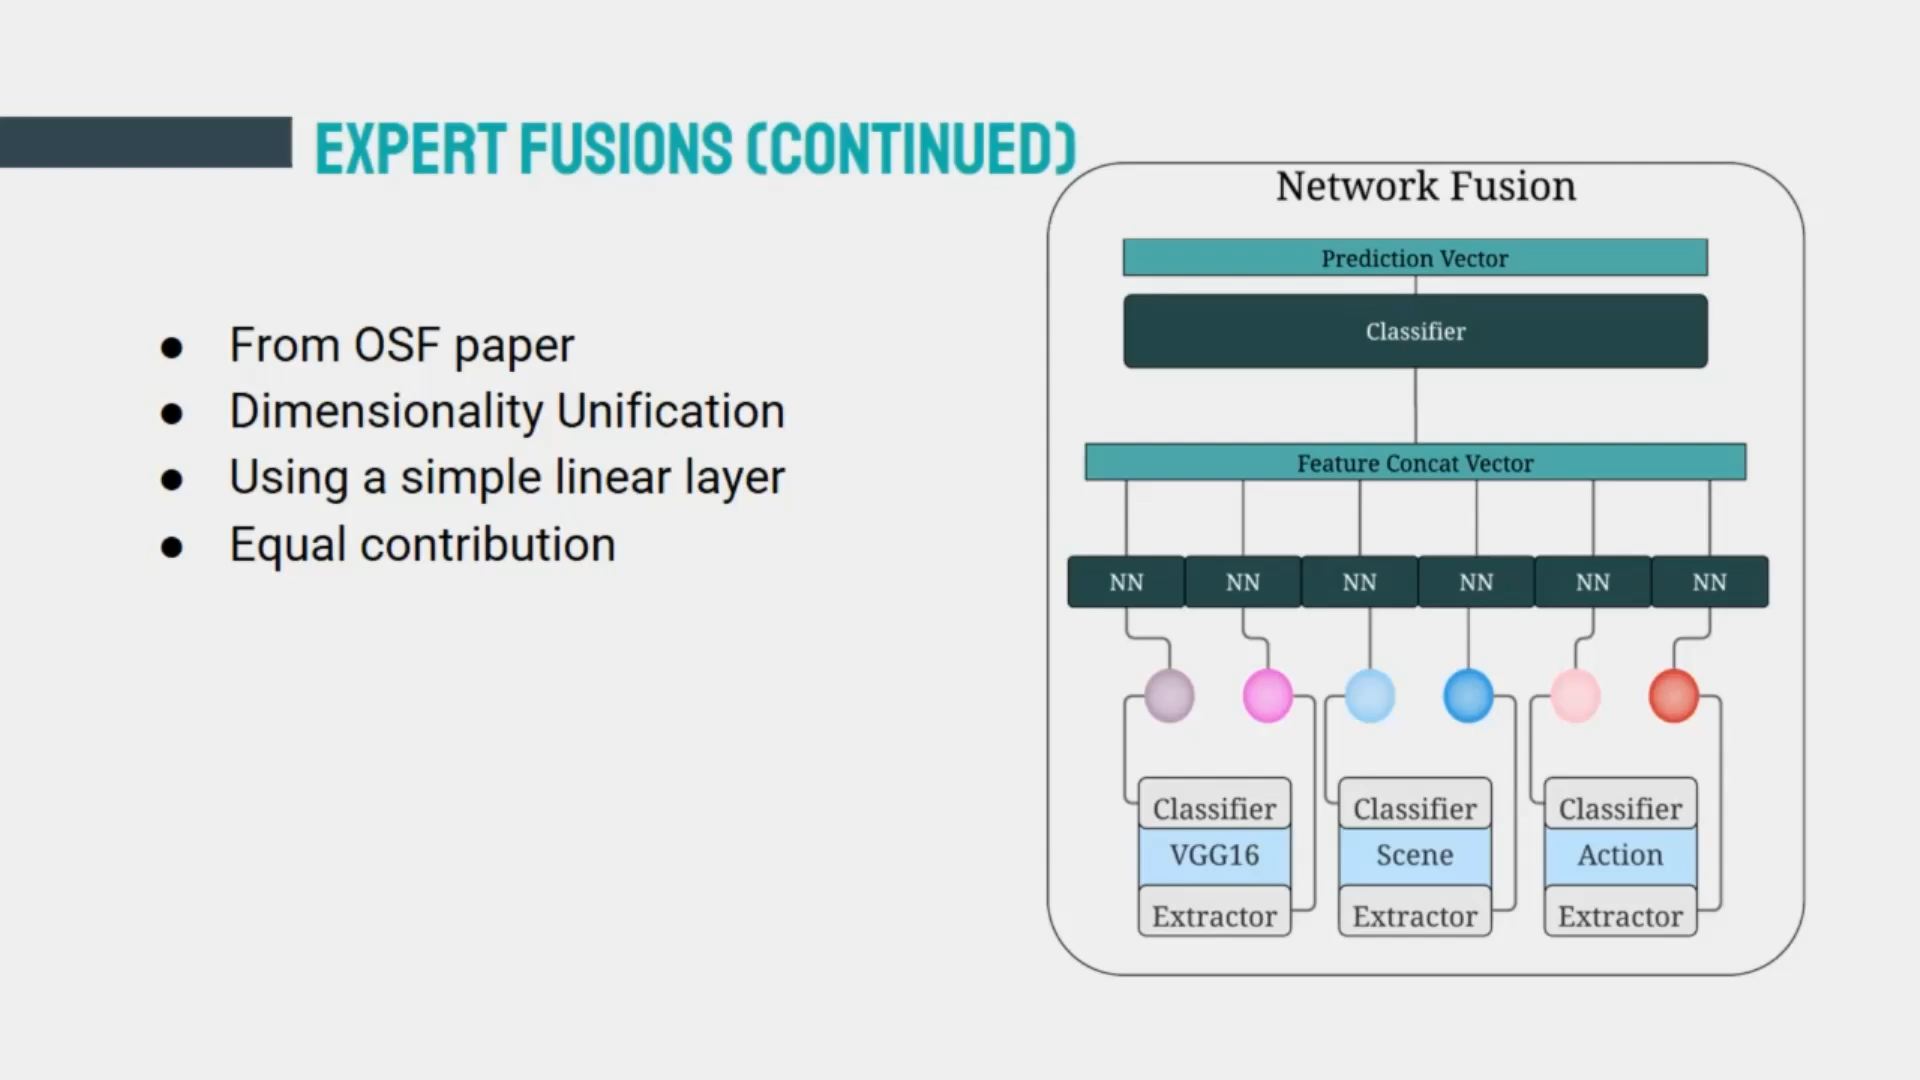 EXPERT FUSIONS (CONTINUED)
● From OSF paper
● Dimensionality Unification
● Using a simple linear layer
● Equal contribution
Network Fusion
Prediction Vector
Classifier
Feature Concat Vector
NN NN NN NN NN NN
Classifier Classifier Classifier
VGG16 Scene Action
Extractor Extractor Extractor